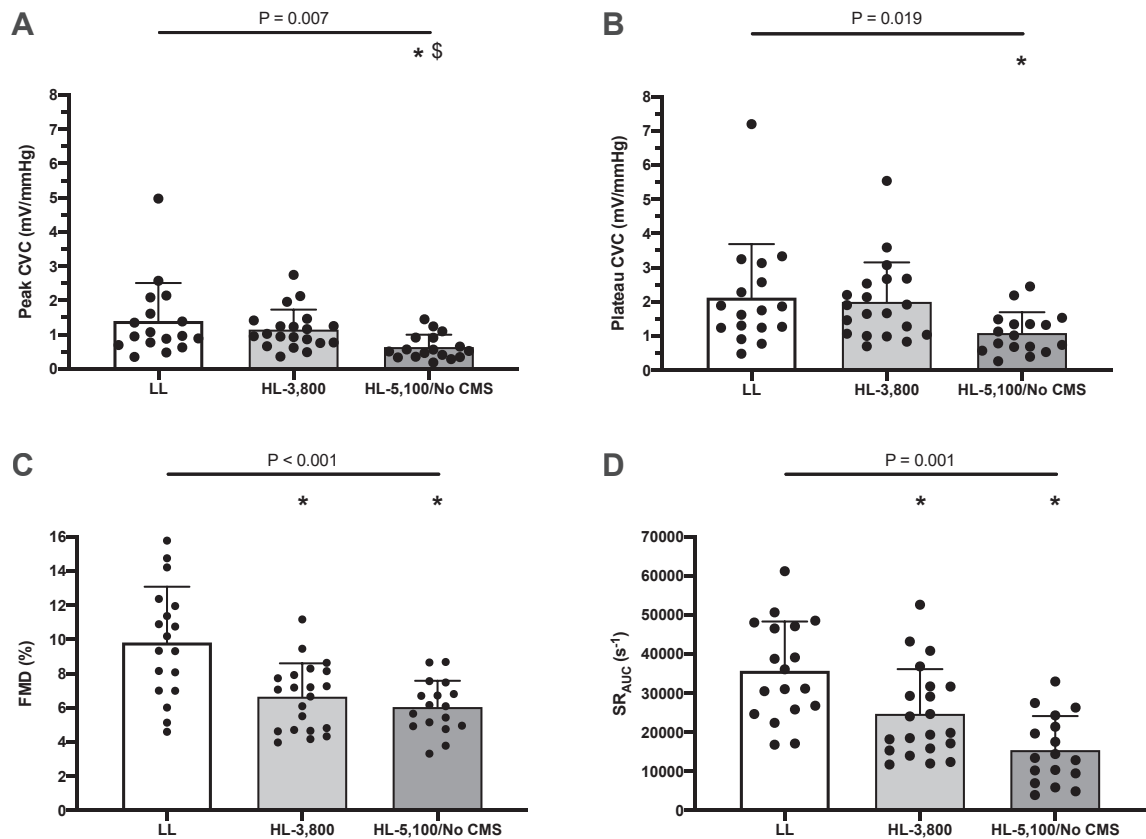 A
P = 0.007
* $
Peak CVC (mV/mmHg)
8
7
6
5
4
3
2
1
0
LL
HL-3,800
HL-5,100/No CMS
B
P = 0.019
*
Plateau CVC (mV/mmHg)
8
7
6
5
4
3
2
1
0
LL
HL-3,800
HL-5,100/No CMS
C
P < 0.001
* *
FMD (%)
16
14
12
10
8
6
4
2
0
LL
HL-3,800
HL-5,100/No CMS
D
P = 0.001
* *
SRAUC (s-1)
70000
60000
50000
40000
30000
20000
10000
0
LL
HL-3,800
HL-5,100/No CMS